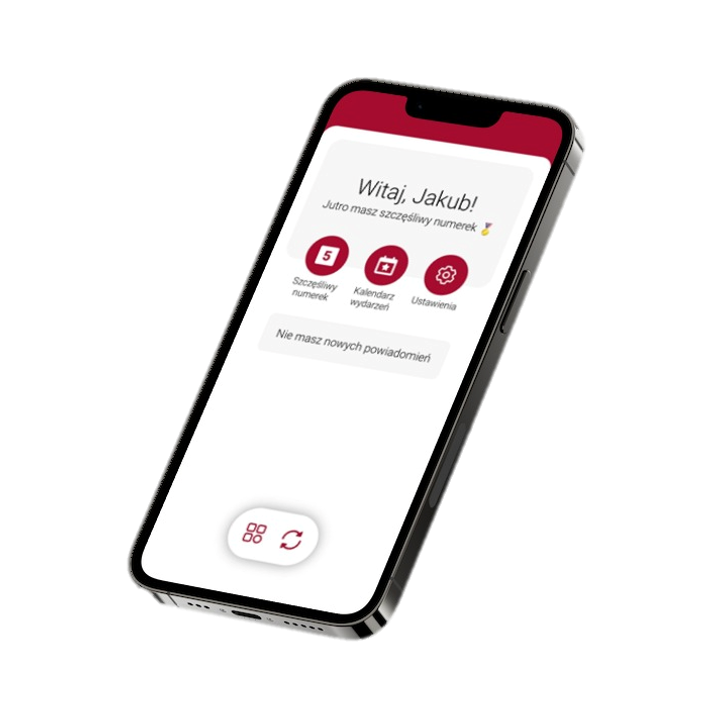 Witaj, Jakub!
Jutro masz szczęśliwy numerek 🏅
5
Szczęśliwy
numerek
Kalendarz
wydarzeń
Ustawienia
Nie masz nowych powiadomień